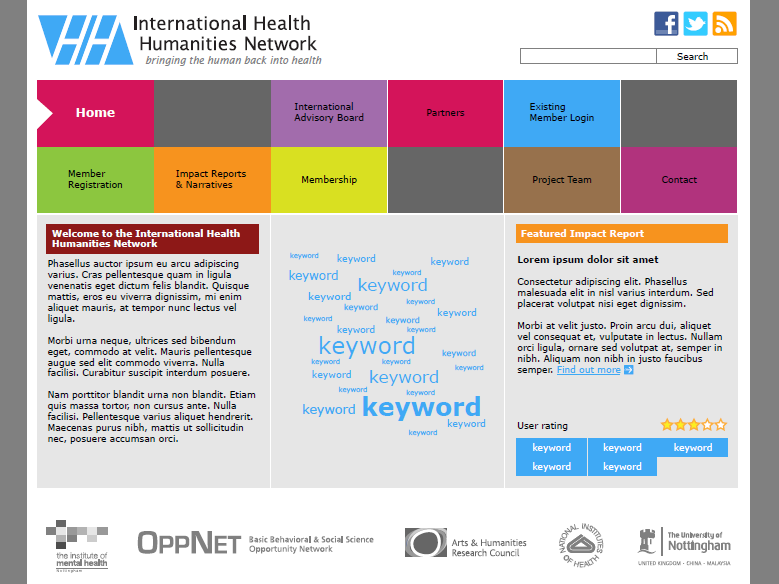 International Health
Humanities Network
bringing the human back into health
Search
Home
International
Advisory Board
Partners
Existing
Member Login
Member
Registration
Impact Reports
& Narratives
Membership
Project Team
Contact
Welcome to the International Health
Humanities Network
Phasellus auctor ipsum eu arcu adipiscing
varius. Cras pellentesque quam in ligula
venenatis eget dictum felis blandit. Quisque
mattis, eros eu viverra dignissim, mi enim
aliquet mauris, at tempor nunc lectus vel
ligula.
Morbi urna neque, ultrices sed bibendum
eget, commodo at velit. Mauris pellentesque
augue sed elit commodo viverra. Nulla
facilisi. Curabitur suscipit interdum posuere.
Nam porttitor blandit urna non blandit. Etiam
quis massa tortor, non cursus ante. Nulla
facilisi. Pellentesque varius aliquet hendrerit.
Maecenas purus nibh, mattis ut sollicitudin
nec, posuere accumsan orci.
keyword keyword keyword
keyword keyword
keyword
keyword keyword
keyword keyword
keyword keyword
keyword keyword
keyword
keyword
keyword keyword keyword
keyword keyword
keyword keyword
keyword keyword
keyword
keyword
Featured Impact Report
Lorem ipsum dolor sit amet
Consectetur adipiscing elit. Phasellus
malesuada elit in nisl varius interdum. Sed
placerat volutpat nisi eget dignissim.
Morbi at velit justo. Proin arcu dui, aliquet
vel consequat et, vulputate in lectus. Nullam
orci ligula, ornare sed volutpat at, semper in
nibh. Aliquam non nibh in justo faucibus
semper. Find out more
User rating
keyword keyword keyword
keyword keyword
the institute of
mental health
Nottingham
OPPNET
Basic Behavioral & Social Science
Opportunity Network
Arts & Humanities
Research Council
NATIONAL INSTITUTES
OF HEALTH
The University of
Nottingham
UNITED KINGDOM · CHINA · MALAYSIA